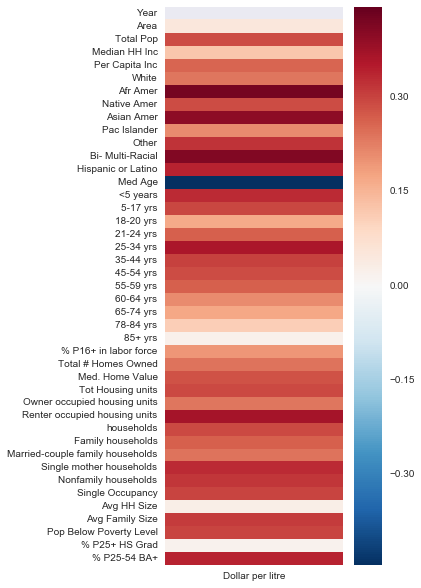 Year
Area
Total Pop
Median HH Inc
Per Capita Inc
White
Afr Amer
Native Amer
Asian Amer
Pac Islander
Other
Bi- Multi-Racial
Hispanic or Latino
Med Age
<5 years
5-17 yrs
18-20 yrs
21-24 yrs
25-34 yrs
35-44 yrs
45-54 yrs
55-59 yrs
60-64 yrs
65-74 yrs
78-84 yrs
85+ yrs
% P16+ in labor force
Total # Homes Owned
Med. Home Value
Tot Housing units
Owner occupied housing units
Renter occupied housing units
households
Family households
Married-couple family households
Single mother households
Nonfamily households
Single Occupancy
Avg HH Size
Avg Family Size
Pop Below Poverty Level
% P25+ HS Grad
% P25-54 BA+
Dollar per litre
0.30
0.15
0.00
−0.15
−0.30